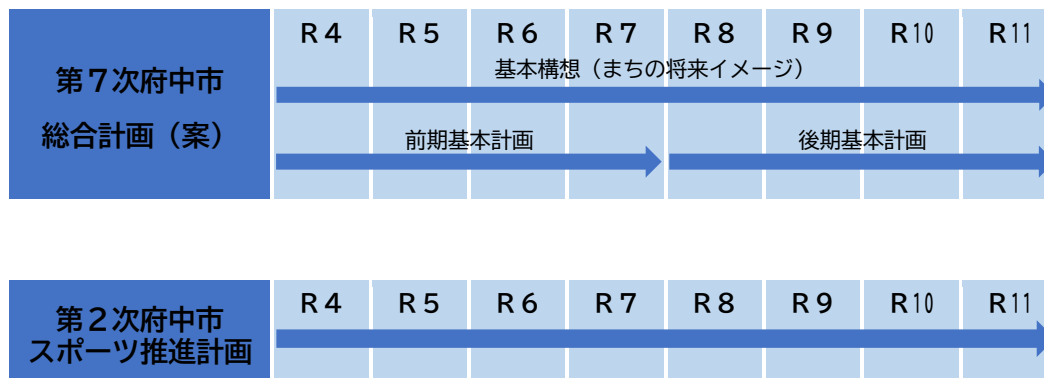 R4 R5 R6 R7 R8 R9 R10 R11
基本構想（まちの将来イメージ）
第7次府中市
総合計画（案）
前期基本計画 後期基本計画
R4 R5 R6 R7 R8 R9 R10 R11
第2次府中市
スポーツ推進計画